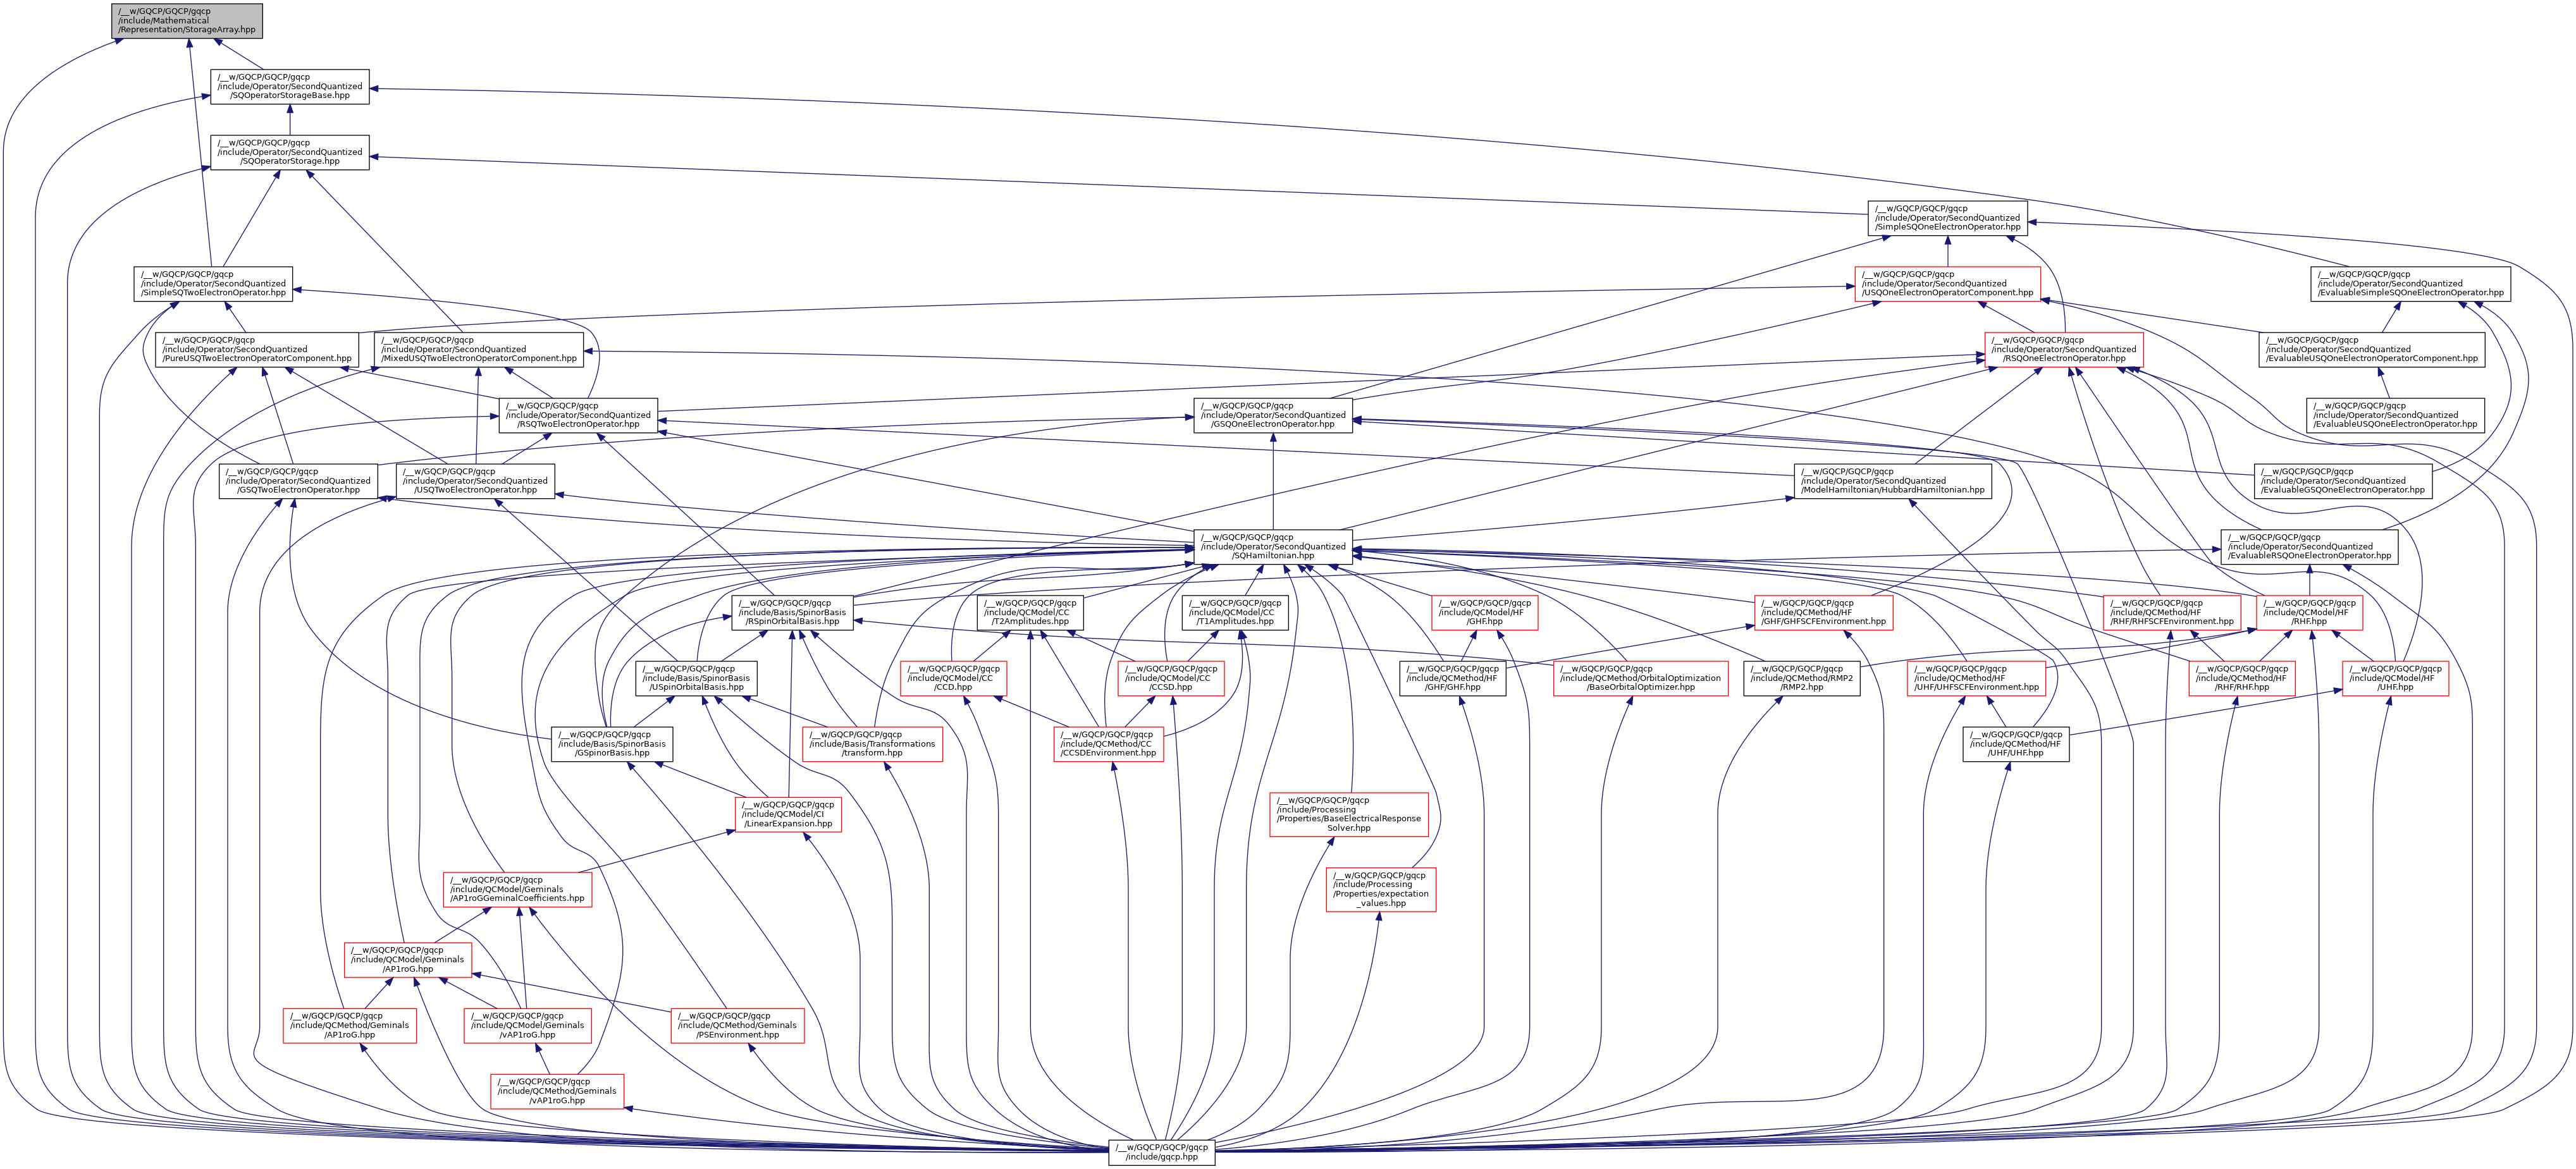 /__w/GQCP/GQCP/gqcp
/include/Mathematical
/Representation/StorageArray.hpp
/__w/GQCP/GQCP/gqcp
/include/Operator/SecondQuantized
/SQOperatorStorageBase.hpp
/__w/GQCP/GQCP/gqcp
/include/Operator/SecondQuantized
/SQOperatorStorage.hpp
/__w/GQCP/GQCP/gqcp
/include/Operator/SecondQuantized
/SimpleSQOneElectronOperator.hpp
/__w/GQCP/GQCP/gqcp
/include/Operator/SecondQuantized
/SimpleSQTwoElectronOperator.hpp
/__w/GQCP/GQCP/gqcp
/include/Operator/SecondQuantized
/USQOneElectronOperatorComponent.hpp
/__w/GQCP/GQCP/gqcp
/include/Operator/SecondQuantized
/EvaluableSimpleSQOneElectronOperator.hpp
/__w/GQCP/GQCP/gqcp
/include/Operator/SecondQuantized
/PureUSQTwoElectronOperatorComponent.hpp
/__w/GQCP/GQCP/gqcp
/include/Operator/SecondQuantized
/MixedUSQTwoElectronOperatorComponent.hpp
/__w/GQCP/GQCP/gqcp
/include/Operator/SecondQuantized
/RSQOneElectronOperator.hpp
/__w/GQCP/GQCP/gqcp
/include/Operator/SecondQuantized
/EvaluableUSQOneElectronOperatorComponent.hpp
/__w/GQCP/GQCP/gqcp
/include/Operator/SecondQuantized
/RSQTwoElectronOperator.hpp
/__w/GQCP/GQCP/gqcp
/include/Operator/SecondQuantized
/GSQOneElectronOperator.hpp
/__w/GQCP/GQCP/gqcp
/include/Operator/SecondQuantized
/EvaluableUSQOneElectronOperator.hpp
/__w/GQCP/GQCP/gqcp
/include/Operator/SecondQuantized
/GSQTwoElectronOperator.hpp
/__w/GQCP/GQCP/gqcp
/include/Operator/SecondQuantized
/USQTwoElectronOperator.hpp
/__w/GQCP/GQCP/gqcp
/include/Operator/SecondQuantized
/ModelHamiltonian/HubbardHamiltonian.hpp
/__w/GQCP/GQCP/gqcp
/include/Operator/SecondQuantized
/EvaluableGSQOneElectronOperator.hpp
/__w/GQCP/GQCP/gqcp
/include/Operator/SecondQuantized
/SQHamiltonian.hpp
/__w/GQCP/GQCP/gqcp
/include/Operator/SecondQuantized
/EvaluableRSQOneElectronOperator.hpp
/__w/GQCP/GQCP/gqcp
/include/Basis/SpinorBasis
/RSpinOrbitalBasis.hpp
/__w/GQCP/GQCP/gqcp
/include/QCModel/CC
/T2Amplitudes.hpp
/__w/GQCP/GQCP/gqcp
/include/QCModel/CC
/T1Amplitudes.hpp
/__w/GQCP/GQCP/gqcp
/include/QCModel/HF
/GHF.hpp
/__w/GQCP/GQCP/gqcp
/include/QCMethod/HF
/GHF/GHFSCFEnvironment.hpp
/__w/GQCP/GQCP/gqcp
/include/QCMethod/HF
/RHF/RHFSCFEnvironment.hpp
/__w/GQCP/GQCP/gqcp
/include/QCModel/HF
/RHF.hpp
/__w/GQCP/GQCP/gqcp
/include/Basis/SpinorBasis
/USpinOrbitalBasis.hpp
/__w/GQCP/GQCP/gqcp
/include/QCModel/CC
/CCD.hpp
/__w/GQCP/GQCP/gqcp
/include/QCModel/CC
/CCSD.hpp
/__w/GQCP/GQCP/gqcp
/include/QCMethod/HF
/GHF/GHF.hpp
/__w/GQCP/GQCP/gqcp
/include/QCMethod/OrbitalOptimization
/BaseOrbitalOptimizer.hpp
/__w/GQCP/GQCP/gqcp
/include/QCMethod/RMP2
/RMP2.hpp
/__w/GQCP/GQCP/gqcp
/include/QCMethod/HF
/UHF/UHFSCFEnvironment.hpp
/__w/GQCP/GQCP/gqcp
/include/QCMethod/HF
/RHF/RHF.hpp
/__w/GQCP/GQCP/gqcp
/include/QCModel/HF
/UHF.hpp
/__w/GQCP/GQCP/gqcp
/include/Basis/SpinorBasis
/GSpinorBasis.hpp
/__w/GQCP/GQCP/gqcp
/include/Basis/Transformations
/transform.hpp
/__w/GQCP/GQCP/gqcp
/include/QCMethod/CC
/CCSDEnvironment.hpp
/__w/GQCP/GQCP/gqcp
/include/QCMethod/HF
/UHF/UHF.hpp
/__w/GQCP/GQCP/gqcp
/include/QCModel/CI
/LinearExpansion.hpp
/__w/GQCP/GQCP/gqcp
/include/Processing
/Properties/BaseElectricalResponse
Solver.hpp
/__w/GQCP/GQCP/gqcp
/include/QCModel/Geminals
/AP1roGGeminalCoefficients.hpp
/__w/GQCP/GQCP/gqcp
/include/Processing
/Properties/expectation
_values.hpp
/__w/GQCP/GQCP/gqcp
/include/QCModel/Geminals
/AP1roG.hpp
/__w/GQCP/GQCP/gqcp
/include/QCMethod/Geminals
/AP1roG.hpp
/__w/GQCP/GQCP/gqcp
/include/QCModel/Geminals
/vAP1roG.hpp
/__w/GQCP/GQCP/gqcp
/include/QCMethod/Geminals
/PSEnvironment.hpp
/__w/GQCP/GQCP/gqcp
/include/QCMethod/Geminals
/vAP1roG.hpp
/__w/GQCP/GQCP/gqcp
/include/gqcp.hpp